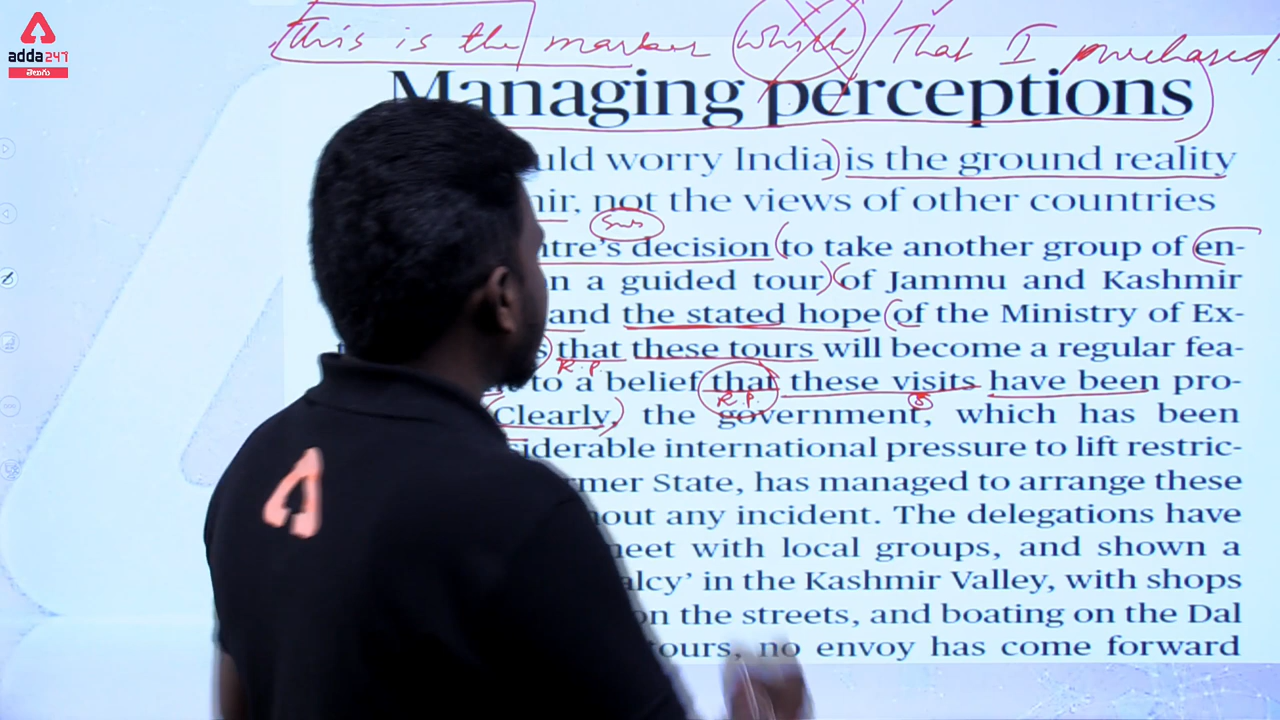 adda247
తెలుగు
This is the marker which / That I purchased.
Managing perceptions
uld worry India is the ground reality
ir, not the views of other countries
Sub
ntre's decision to take another group of en-
n a guided tour of Jammu and Kashmir
and the stated hope of the Ministry of Ex-
s that these tours will become a regular fea-
R.P.
to a belief that these visits have been pro-
R.P. S
Clearly, the government, which has been
siderable international pressure to lift restric-
rmer State, has managed to arrange these
hout any incident. The delegations have
neet with local groups, and shown a
alcy' in the Kashmir Valley, with shops
on the streets, and boating on the Dal
tours, no envoy has come forward